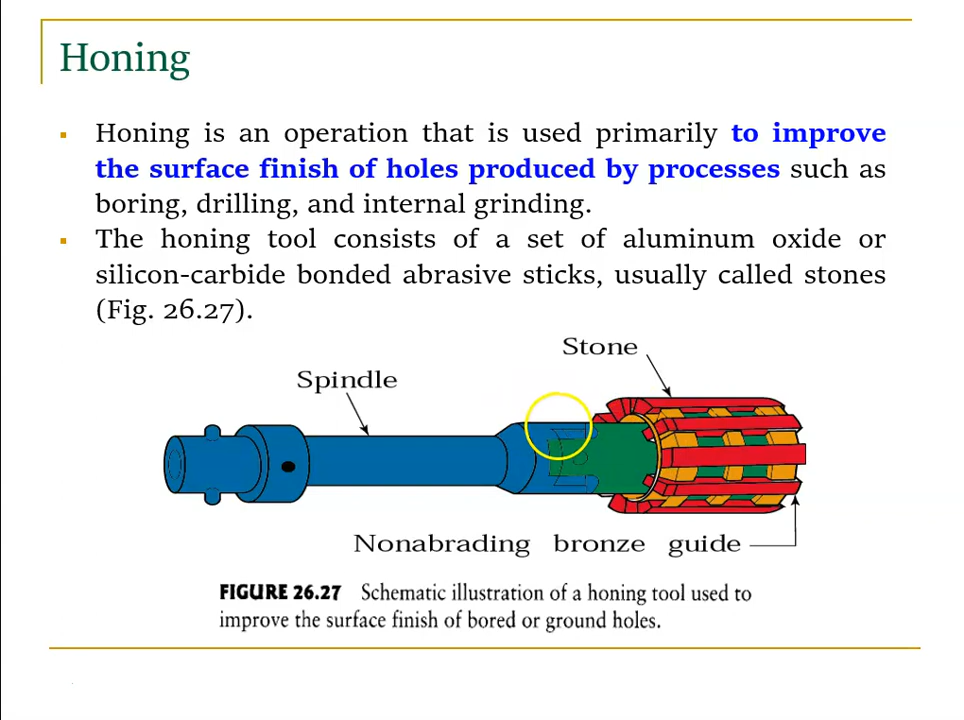 Honing
Honing is an operation that is used primarily to improve
the surface finish of holes produced by processes such as
boring, drilling, and internal grinding.
The honing tool consists of a set of aluminum oxide or
silicon-carbide bonded abrasive sticks, usually called stones
(Fig. 26.27).
Stone
Spindle
Nonabrading bronze guide
FIGURE 26.27 Schematic illustration of a honing tool used to
improve the surface finish of bored or ground holes.